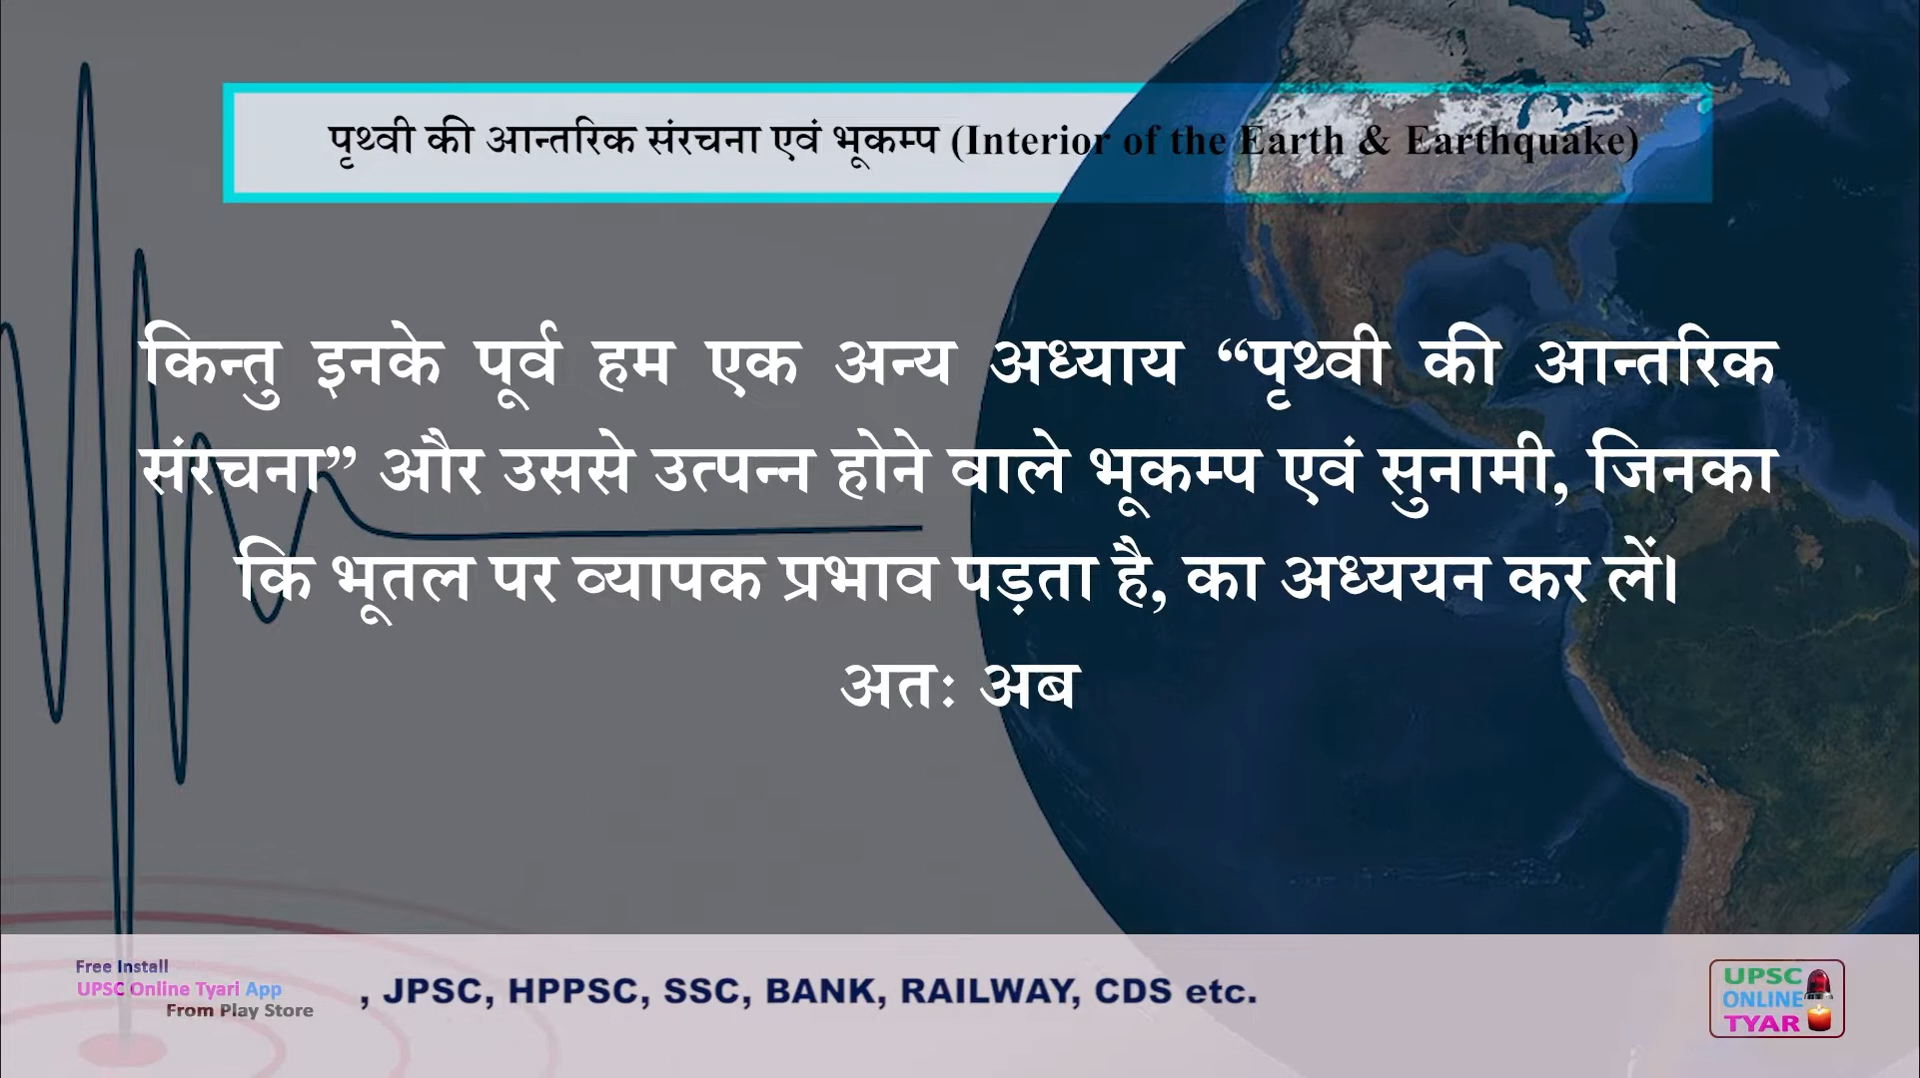 पृथ्वी की आन्तरिक संरचना एवं भूकम्प (Interior of the Earth & Earthquake)
किन्तु इनके पूर्व हम एक अन्य अध्याय “पृथ्वी की आन्तरिक
संरचना” और उससे उत्पन्न होने वाले भूकम्प एवं सुनामी, जिनका
कि भूतल पर व्यापक प्रभाव पड़ता है, का अध्ययन कर लें।
अतः अब
Free Install
UPSC Online Tyari App
From Play Store
, JPSC, HPPSC, SSC, BANK, RAILWAY, CDS etc.
UPSC
ONLINE
TYAR